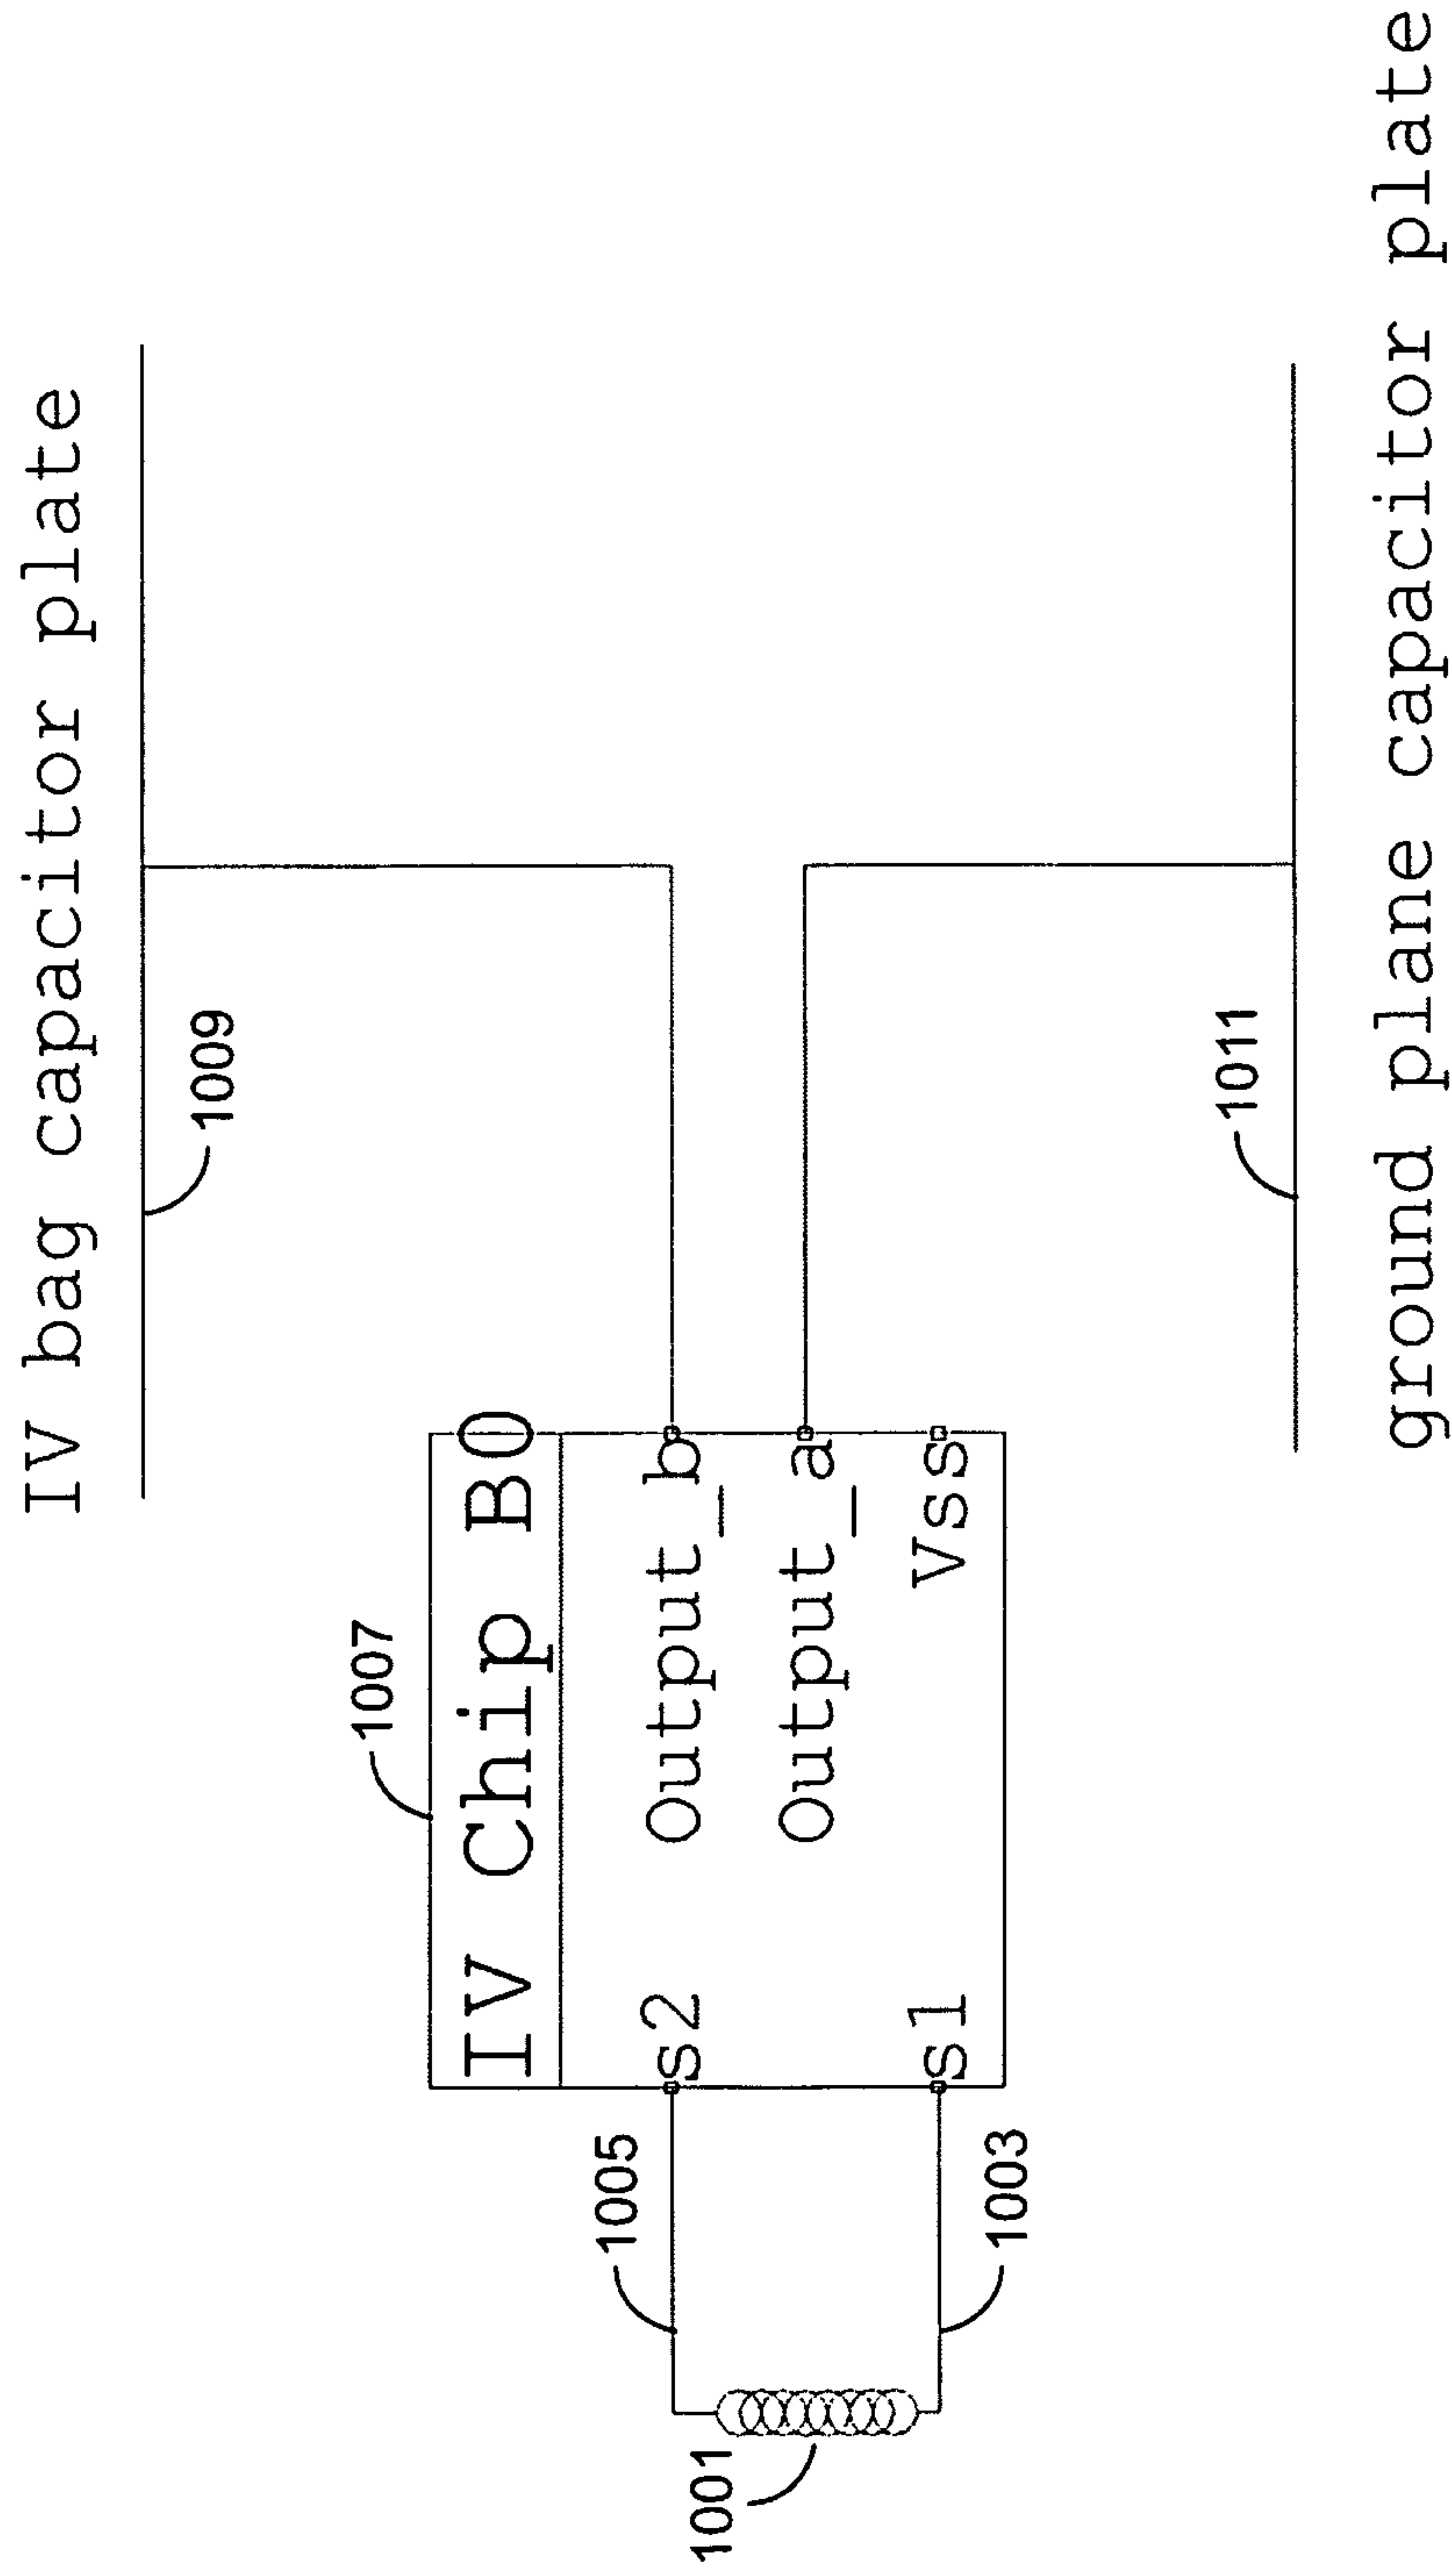 IV bag capacitor plate
1009
1007
IV Chip B0
s2
Output_b
Output_a
s1
Vss
1005
1003
1001
1011
ground plane capacitor plate